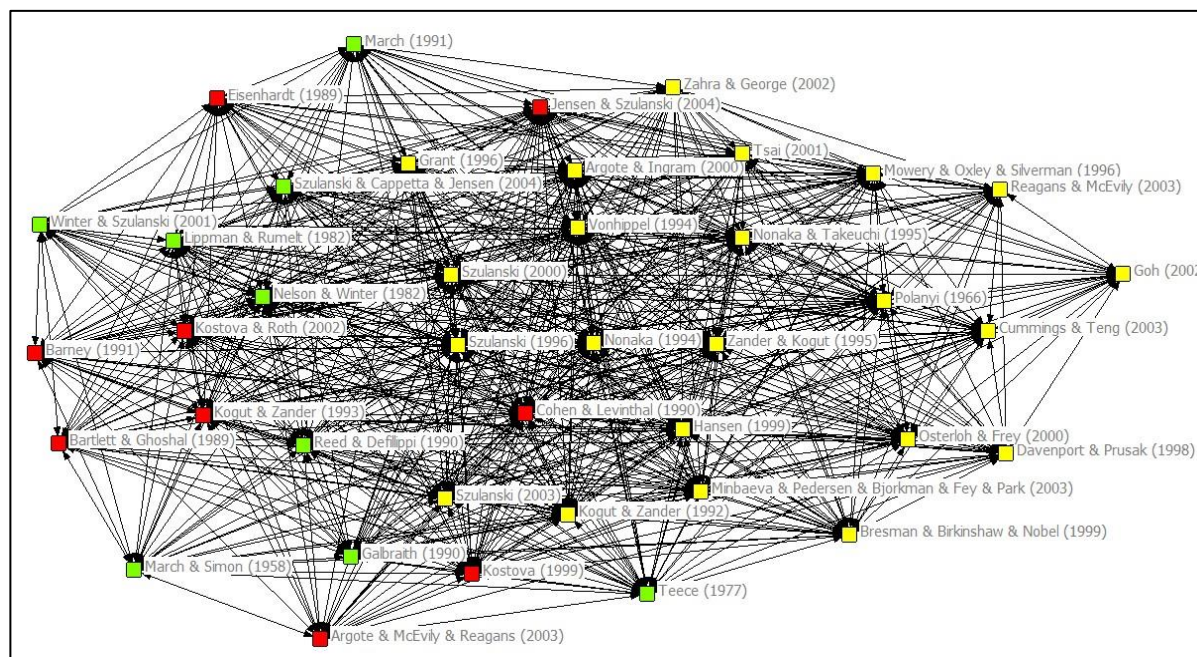 March (1991)
Zahra & George (2002)
Eisenhardt (1989)
Jensen & Szulanski (2004)
Tsai (2001)
Grant (1996)
Argote & Ingram (2000)
Mowery & Oxley & Silverman (1996)
Szulanski & Cappetta & Jensen (2004)
Reagans & McEvily (2003)
Winter & Szulanski (2001)
Vonhippel (1994)
Lippman & Rumelt (1982)
Nonaka & Takeuchi (1995)
Szulanski (2000)
Goh (2002
Nelson & Winter (1982)
Polanyi (1966)
Kostova & Roth (2002)
Cummings & Teng (2003)
Barney (1991)
Szulanski (1996)
Nonaka (1994)
Zander & Kogut (1995)
Kogut & Zander (1993)
Cohen & Levinthal (1990)
Hansen (1999)
Bartlett & Ghoshal (1989)
Reed & Defillippi (1990)
Osterloh & Frey (2000)
Davenport & Prusak (1998)
Szulanski (2003)
Minbaeva & Pedersen & Bjorkman & Fey & Park (2003)
Kogut & Zander (1992)
Bresman & Birkinshaw & Nobel (1999)
March & Simon (1958)
Galbraith (1990)
Kostova (1999)
Teece (1977)
Argote & McEvily & Reagans (2003)